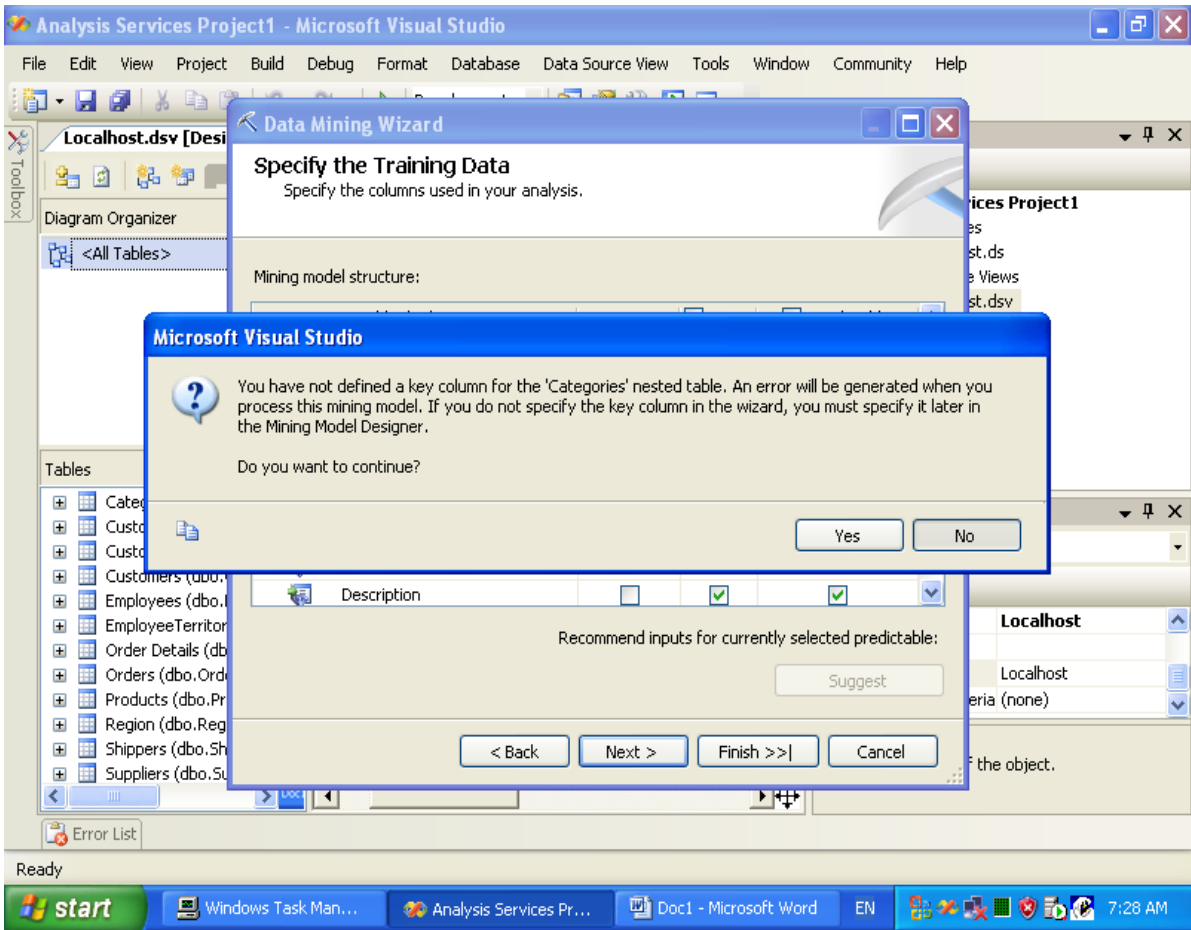 Analysis Services Project1 - Microsoft Visual Studio
File Edit View Project Build Debug Format Database Data Source View Tools Window Community Help
Toolbox
Localhost.dsv [Desi
Diagram Organizer
<All Tables>
Data Mining Wizard
Specify the Training Data
Specify the columns used in your analysis.
Mining model structure:
ices Project1
es
st.ds
e Views
st.dsv
Microsoft Visual Studio
You have not defined a key column for the 'Categories' nested table. An error will be generated when you
process this mining model. If you do not specify the key column in the wizard, you must specify it later in
the Mining Model Designer.
Do you want to continue?
Yes No
Tables
Categ
Custo
Custo
Customers (dbo.
Employees (dbo.
EmployeeTerritor
Order Details (db
Orders (dbo.Ord
Products (dbo.Pr
Region (dbo.Reg
Shippers (dbo.Sh
Suppliers (dbo.Su
Description
Recommend inputs for currently selected predictable:
Suggest
< Back Next > Finish >>| Cancel
Localhost
Localhost
eria (none)
f the object.
Error List
Ready
start Windows Task Man... Analysis Services Pr... Doc1 - Microsoft Word EN 7:28 AM